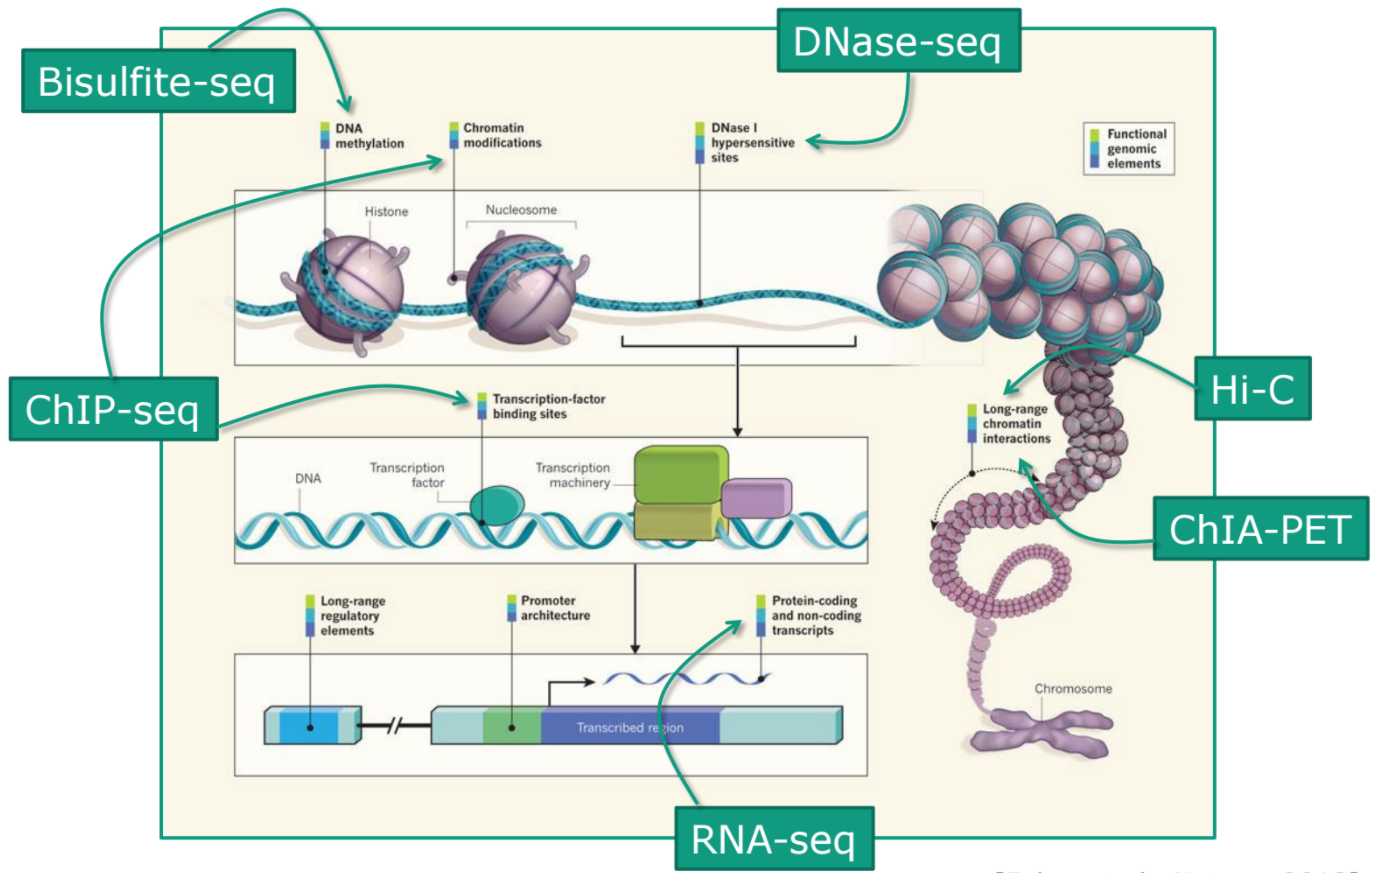 DNase-seq
Bisulfite-seq
DNA
methylation
Chromatin
modifications
DNase I
hypersensitive
sites
Functional
genomic
elements
Histone
Nucleosome
Hi-C
ChIP-seq
Transcription-factor
binding sites
Long-range
chromatin
interactions
DNA
Transcription
factor
Transcription
machinery
ChIA-PET
Long-range
regulatory
elements
Promoter
architecture
Protein-coding
and non-coding
transcripts
Chromosome
Transcribed region
RNA-seq